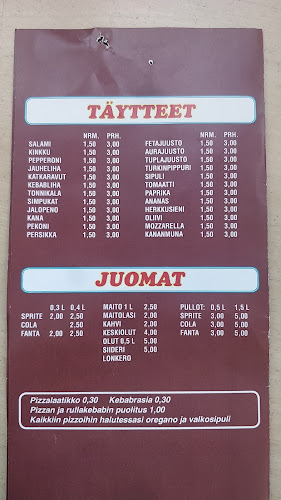 TÄYTTEET
NRM. PRH.
SALAMI 1,50 3,00
KINKKU 1,50 3,00
PEPPERONI 1,50 3,00
JAUHELIHA 1,50 3,00
KATKARAVUT 1,50 3,00
KEBABLIHA 1,50 3,00
TONNIKALA 1,50 3,00
SIMPUKAT 1,50 3,00
JALOPENO 1,50 3,00
KANA 1,50 3,00
PEKONI 1,50 3,00
PERSIKKA 1,50 3,00
NRM. PRH.
FETAJUUSTO 1,50 3,00
AURAJUUSTO 1,50 3,00
TUPLAJUUSTO 1,50 3,00
TURKINPIPPURI 1,50 3,00
SIPULI 1,50 3,00
TOMAATTI 1,50 3,00
PAPRIKA 1,50 3,00
ANANAS 1,50 3,00
HERKKUSIENI 1,50 3,00
OLIIVI 1,50 3,00
MOZZARELLA 1,50 3,00
KANANMUNA 1,50 3,00
JUOMAT
0,3 L 0,4 L
SPRITE 2,00 2,50
COLA 2,50
FANTA 2,00 2,50
MAITO 1 L 2,50
MAITOLASI 2,00
KAHVI 2,00
KESKIOLUT 4,00
OLUT 0,5 L 5,00
SIIDERI 5,00
LONKERO
PULLOT: 0,5 L 1,5 L
SPRITE 3,00 5,00
COLA 3,00 5,00
FANTA 3,00 5,00
Pizzalaatikko 0,30 Kebabrasia 0,30
Pizzan ja rullakebabin puolitus 1,00
Kaikkiin pizzoihin halutessasi oregano ja valkosipuli